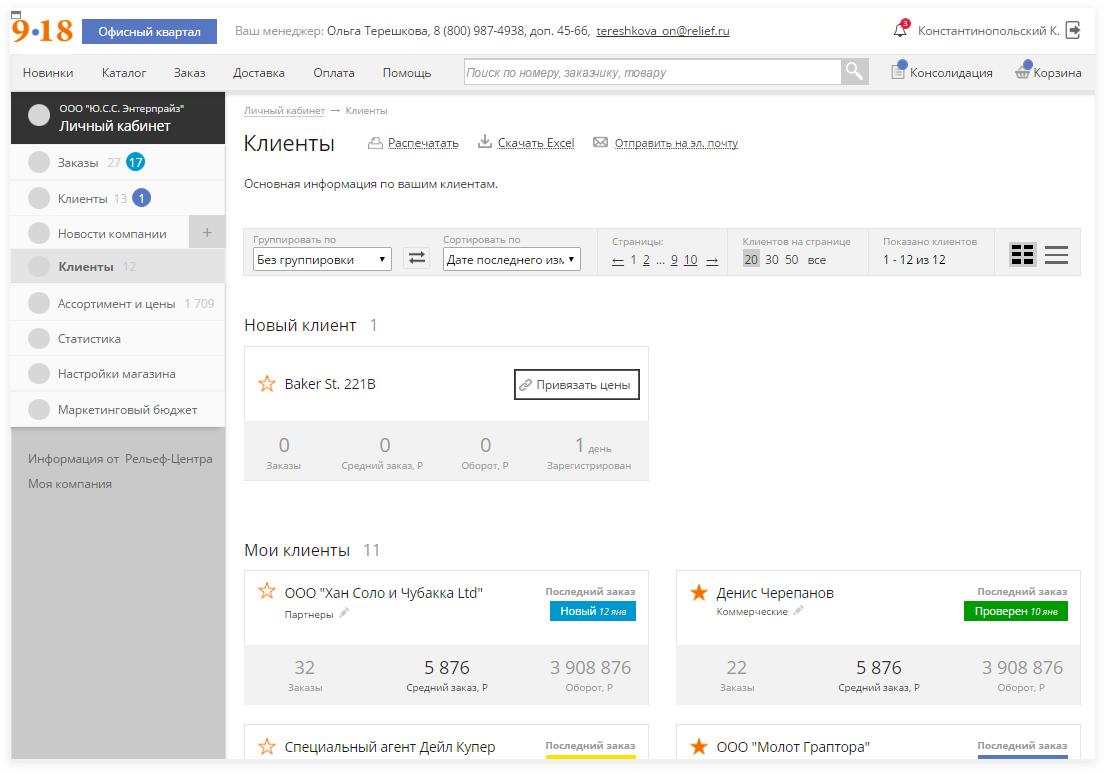 9·18 Офисный квартал Ваш менеджер: Ольга Терешкова, 8 (800) 987-4938, доп. 45-66, tereshkova_on@relief.ru 3 Константинопольский К.
Новинки Каталог Заказ Доставка Оплата Помощь Поиск по номеру, заказчику, товару Консолидация Корзина
ООО "Ю.С.С. Энтерпрайз"
Личный кабинет
Заказы 27 17
Клиенты 13 1
Новости компании +
Клиенты 12
Ассортимент и цены 1 709
Статистика
Настройки магазина
Маркетинговый бюджет
Информация от Рельеф-Центра
Моя компания
Личный кабинет → Клиенты
Клиенты Распечатать Скачать Excel Отправить на эл. почту
Основная информация по вашим клиентам.
Группировать по Сортировать по Страницы: Клиентов на странице Показано клиентов
Без группировки Дате последнего изм ← 1 2 ... 9 10 → 20 30 50 все 1 - 12 из 12
Новый клиент 1
Baker St. 221B Привязать цены
0 0 0 1 день
Заказы Средний заказ, Р Оборот, Р Зарегистрирован
Мои клиенты 11
ООО "Хан Соло и Чубакка Ltd" Последний заказ
Партнеры Новый 12 янв
32 5 876 3 908 876
Заказы Средний заказ, Р Оборот, Р
Денис Черепанов Последний заказ
Коммерческие Проверен 10 янв
22 5 876 3 908 876
Заказы Средний заказ, Р Оборот, Р
Специальный агент Дейл Купер Последний заказ
ООО "Молот Граптора" Последний заказ